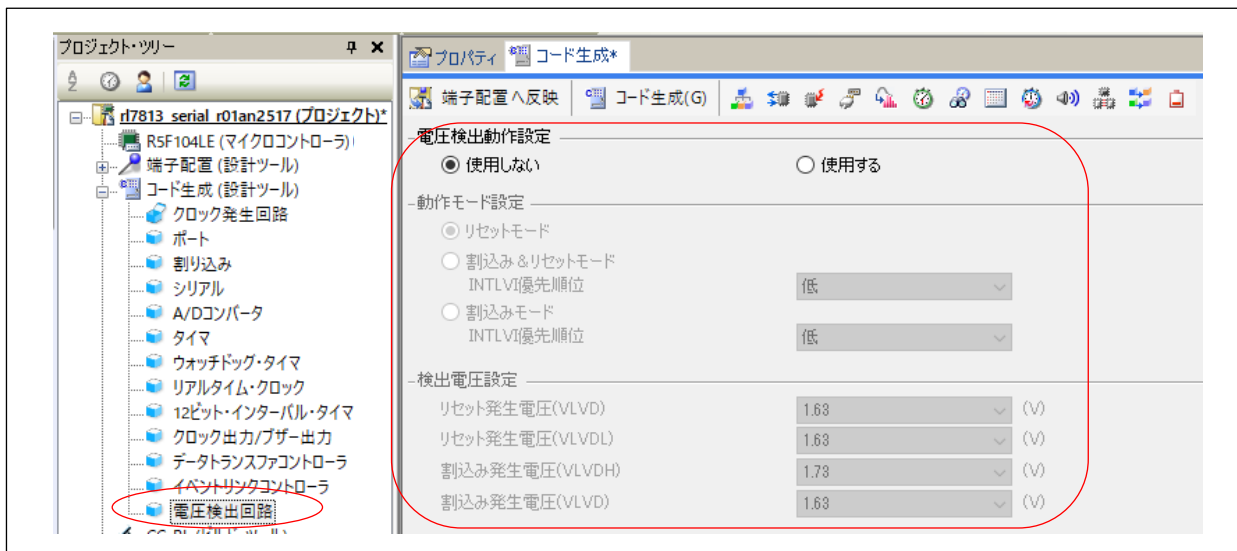 プロジェクト・ツリー
rl7813_serial_r01an2517 (プロジェクト)*
R5F104LE (マイクロコントローラ)
端子配置 (設計ツール)
コード生成 (設計ツール)
クロック発生回路
ポート
割り込み
シリアル
A/Dコンバータ
タイマ
ウォッチドッグ・タイマ
リアルタイム・クロック
12ビット・インターバル・タイマ
クロック出力/ブザー出力
データトランスファコントローラ
イベントリンクコントローラ
電圧検出回路
プロパティ コード生成*
端子配置へ反映 コード生成(G)
電圧検出動作設定
使用しない 使用する
動作モード設定
リセットモード
割込み&リセットモード
INTLVI優先順位 低
割込みモード
INTLVI優先順位 低
検出電圧設定
リセット発生電圧(VLVD) 1.63 (V)
リセット発生電圧(VLVDL) 1.63 (V)
割込み発生電圧(VLVDH) 1.73 (V)
割込み発生電圧(VLVD) 1.63 (V)